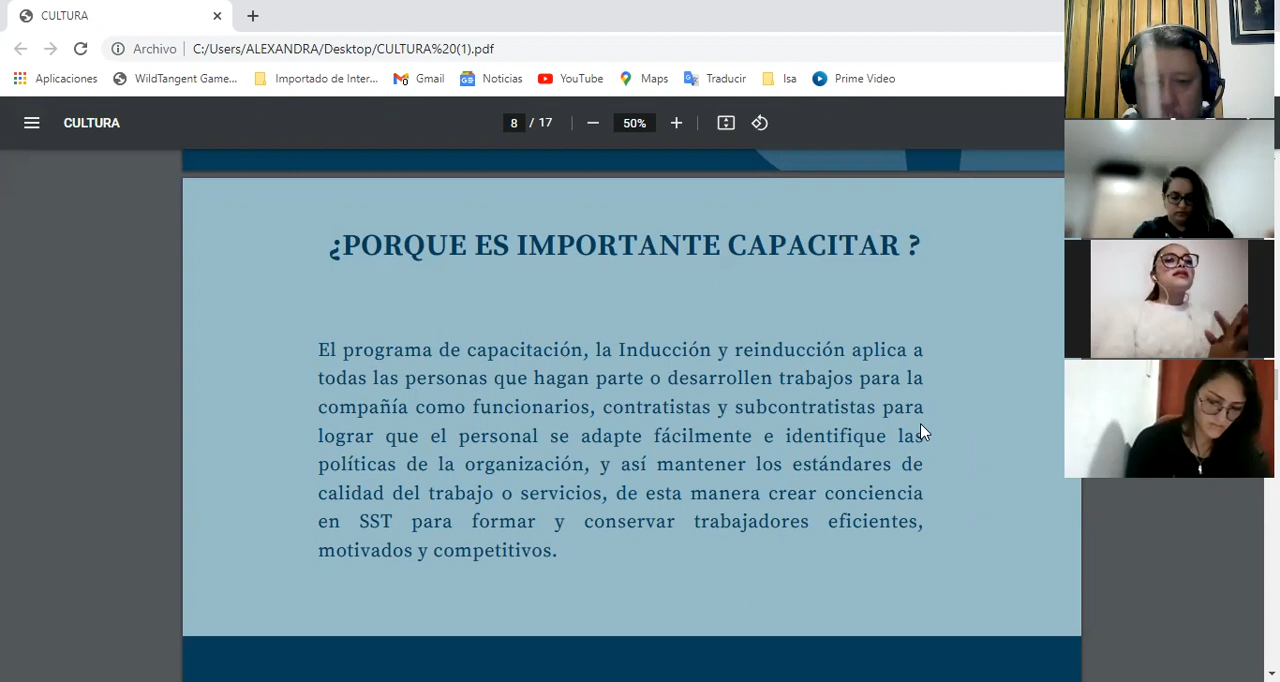 CULTURA
Archivo C:/Users/ALEXANDRA/Desktop/CULTURA%20(1).pdf
Aplicaciones WildTangent Game... Importado de Inter... Gmail Noticias YouTube Maps Traducir Isa Prime Video
CULTURA 8 / 17 50%
¿PORQUE ES IMPORTANTE CAPACITAR ?
El programa de capacitación, la Inducción y reinducción aplica a
todas las personas que hagan parte o desarrollen trabajos para la
compañía como funcionarios, contratistas y subcontratistas para
lograr que el personal se adapte fácilmente e identifique las
políticas de la organización, y así mantener los estándares de
calidad del trabajo o servicios, de esta manera crear conciencia
en SST para formar y conservar trabajadores eficientes,
motivados y competitivos.